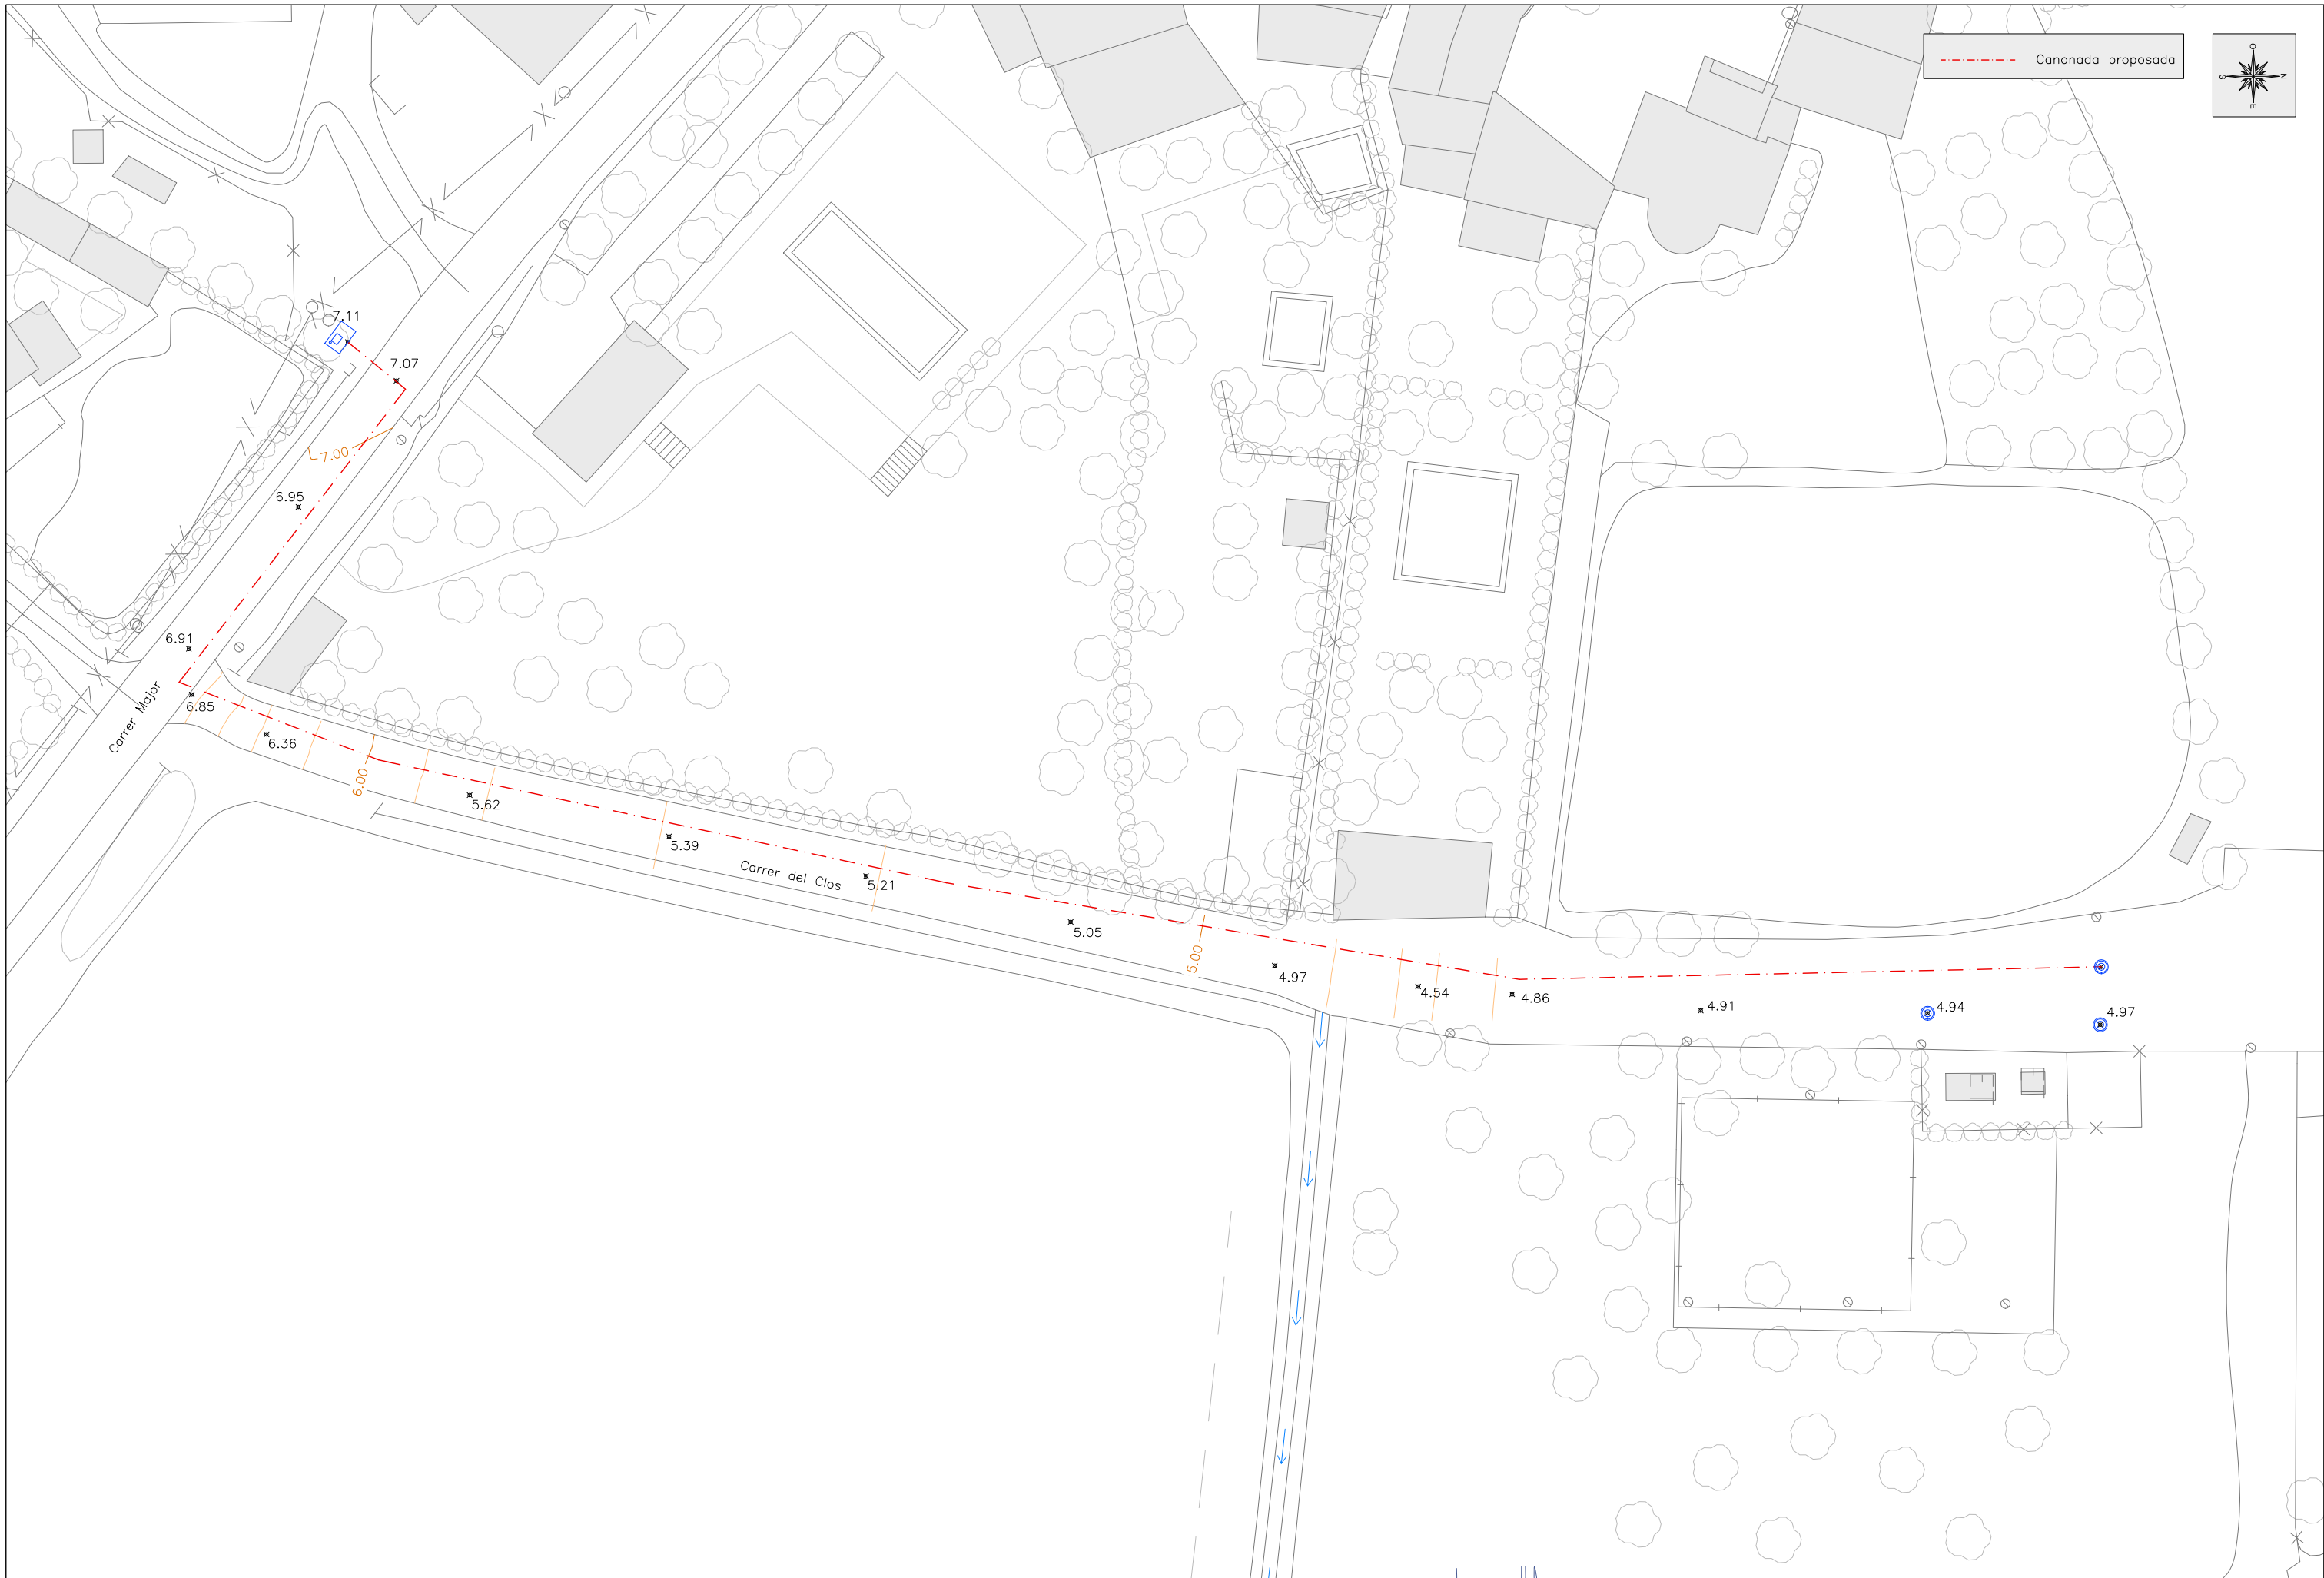 Canonada proposada
O
S
N
E
7.11
7.07
7.00
6.95
6.91
Carrer Major
6.85
6.36
6.00
5.62
5.39
Carrer del Clos
5.21
5.05
5.00
4.97
4.54
4.86
4.91
4.94
4.97